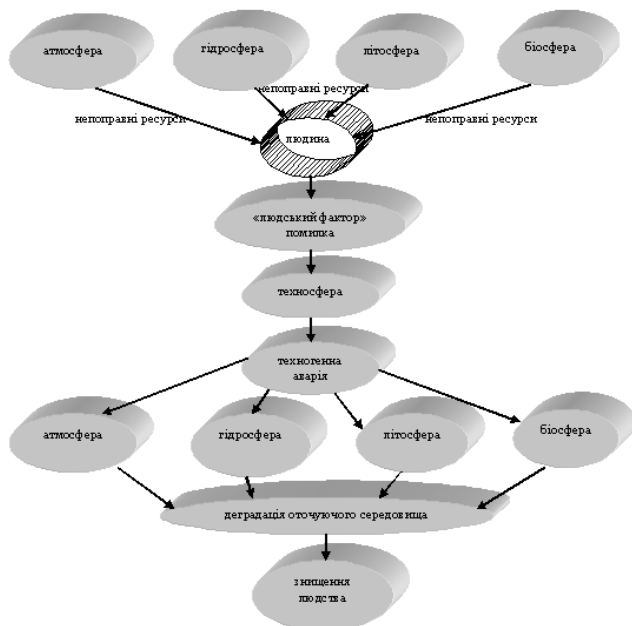 атмосфера
гідросфера
літосфера
біосфера
непоправні ресурси
непоправні ресурси
непоправні ресурси
людина
«людський фактор»
помилка
техносфера
техногенна
аварія
атмосфера
гідросфера
літосфера
біосфера
деградація оточуючого середовища
знищення
людства